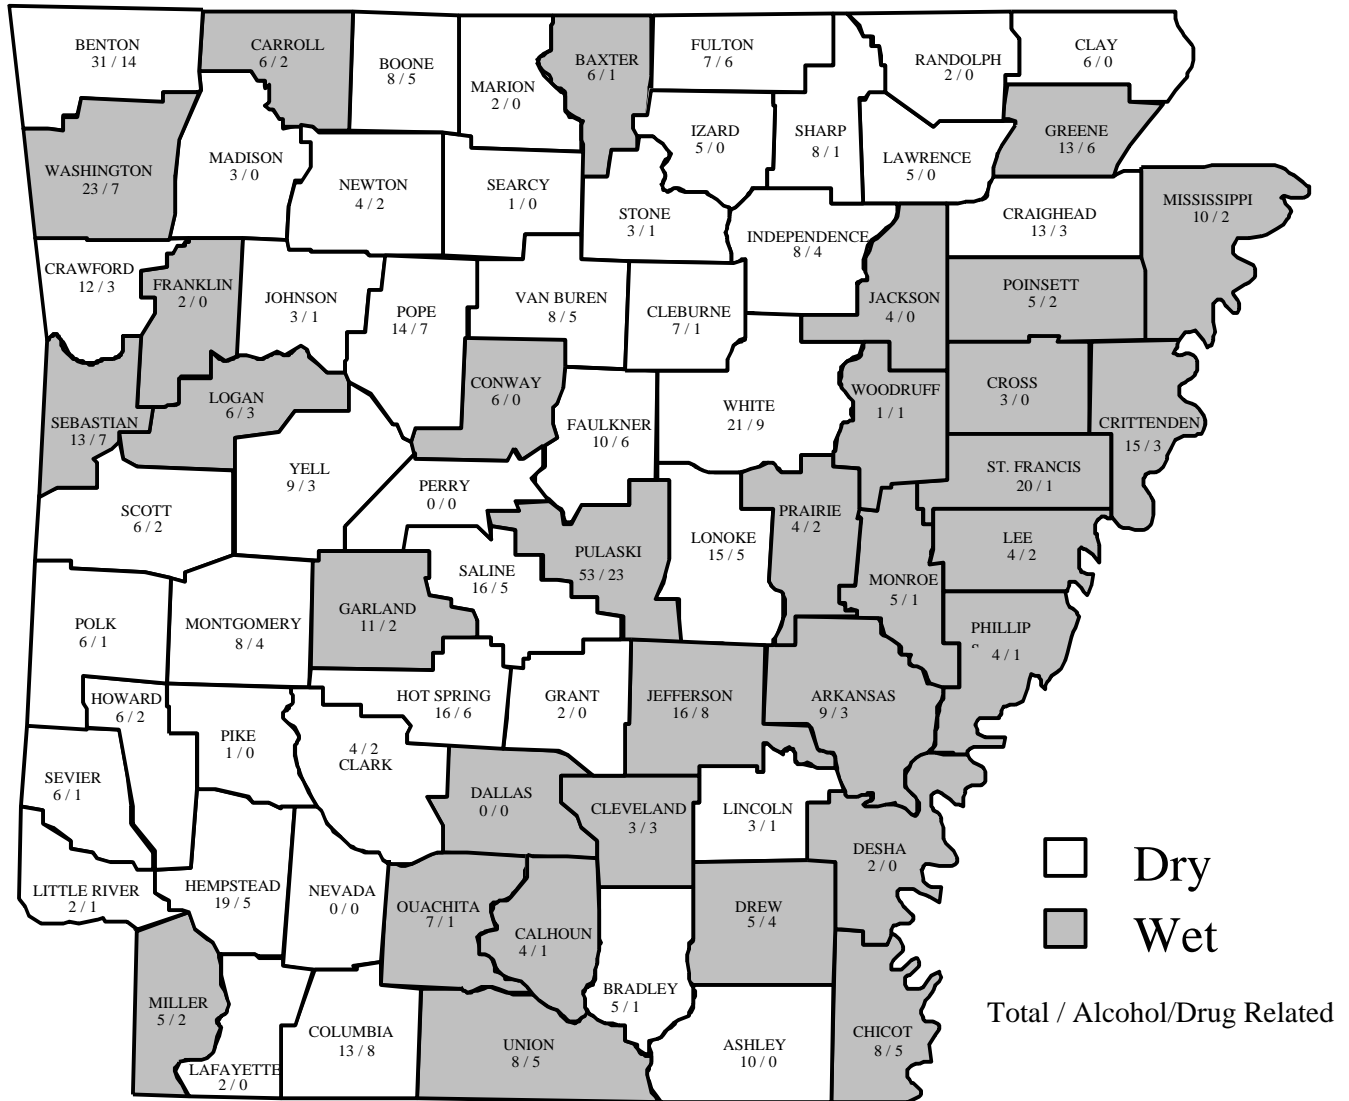 BENTON
31 / 14
CARROLL
6 / 2
BOONE
8 / 5
MARION
2 / 0
BAXTER
6 / 1
FULTON
7 / 6
RANDOLPH
2 / 0
CLAY
6 / 0
WASHINGTON
23 / 7
MADISON
3 / 0
NEWTON
4 / 2
SEARCY
1 / 0
STONE
3 / 1
IZARD
5 / 0
SHARP
8 / 1
LAWRENCE
5 / 0
GREENE
13 / 6
CRAIGHEAD
13 / 3
MISSISSIPPI
10 / 2
INDEPENDENCE
8 / 4
CRAWFORD
12 / 3
FRANKLIN
2 / 0
JOHNSON
3 / 1
POPE
14 / 7
VAN BUREN
8 / 5
CLEBURNE
7 / 1
JACKSON
4 / 0
POINSETT
5 / 2
SEBASTIAN
13 / 7
LOGAN
6 / 3
CONWAY
6 / 0
FAULKNER
10 / 6
WHITE
21 / 9
WOODRUFF
1 / 1
CROSS
3 / 0
CRITTENDEN
15 / 3
YELL
9 / 3
PERRY
0 / 0
ST. FRANCIS
20 / 1
SCOTT
6 / 2
PULASKI
53 / 23
LONOKE
15 / 5
PRAIRIE
4 / 2
LEE
4 / 2
SALINE
16 / 5
MONROE
5 / 1
GARLAND
11 / 2
POLK
6 / 1
MONTGOMERY
8 / 4
PHILLIP
4 / 1
HOWARD
6 / 2
HOT SPRING
16 / 6
GRANT
2 / 0
JEFFERSON
16 / 8
ARKANSAS
9 / 3
PIKE
1 / 0
4 / 2
CLARK
SEVIER
6 / 1
DALLAS
0 / 0
CLEVELAND
3 / 3
LINCOLN
3 / 1
DESHA
2 / 0
Dry
LITTLE RIVER
2 / 1
HEMPSTEAD
19 / 5
NEVADA
0 / 0
OUACHITA
7 / 1
CALHOUN
4 / 1
DREW
5 / 4
Wet
MILLER
5 / 2
BRADLEY
5 / 1
Total / Alcohol/Drug Related
COLUMBIA
13 / 8
UNION
8 / 5
ASHLEY
10 / 0
CHICOT
8 / 5
LAFAYETTE
2 / 0